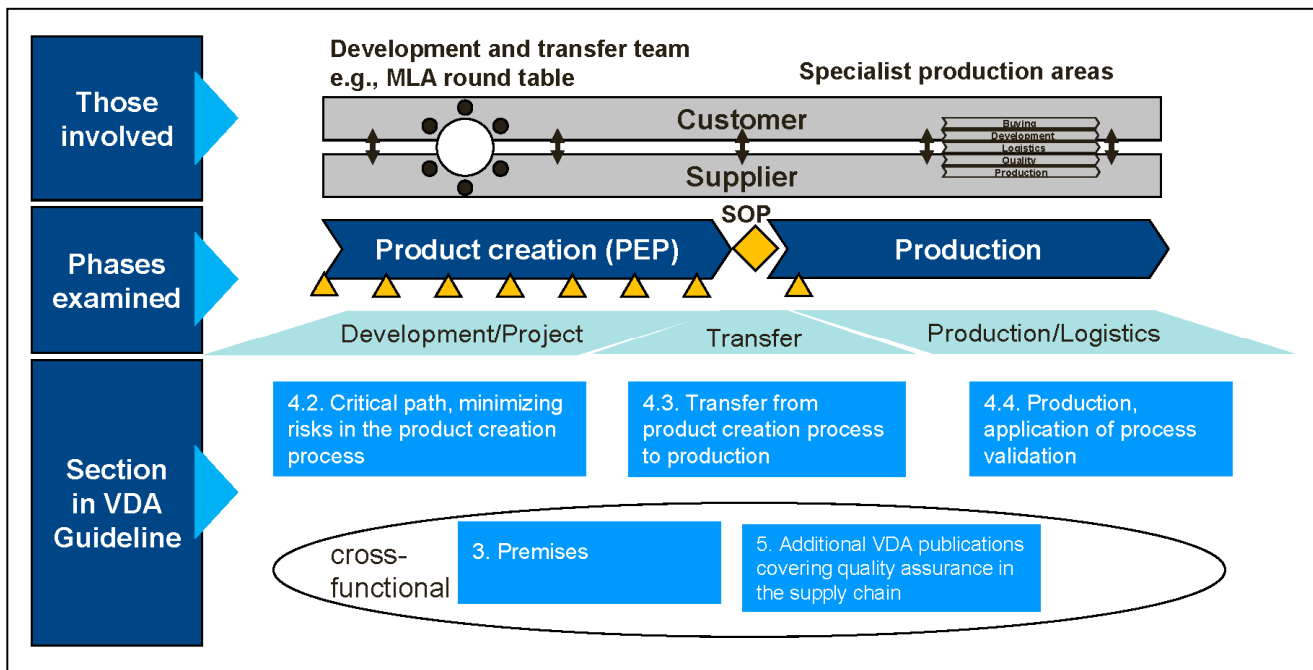 Those
involved
Development and transfer team
e.g., MLA round table
Specialist production areas
Customer
Supplier
Buying
Development
Logistics
Quality
Production
Phases
examined
SOP
Product creation (PEP)
Production
Development/Project
Transfer
Production/Logistics
Section
in VDA
Guideline
4.2. Critical path, minimizing
risks in the product creation
process
4.3. Transfer from
product creation process
to production
4.4. Production,
application of process
validation
cross-
functional
3. Premises
5. Additional VDA publications
covering quality assurance in
the supply chain